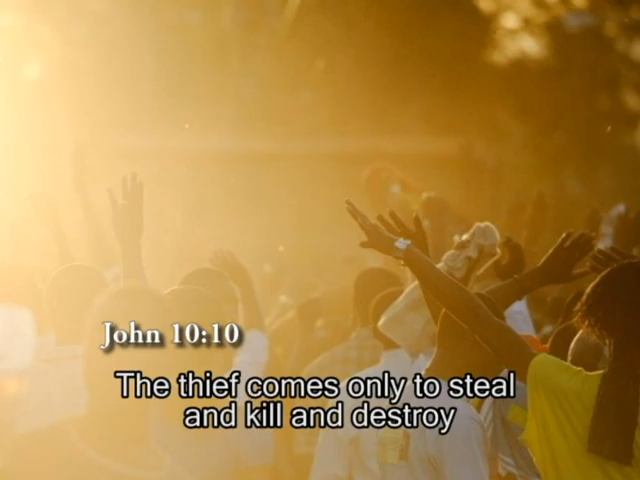 John 10:10
The thief comes only to steal
and kill and destroy